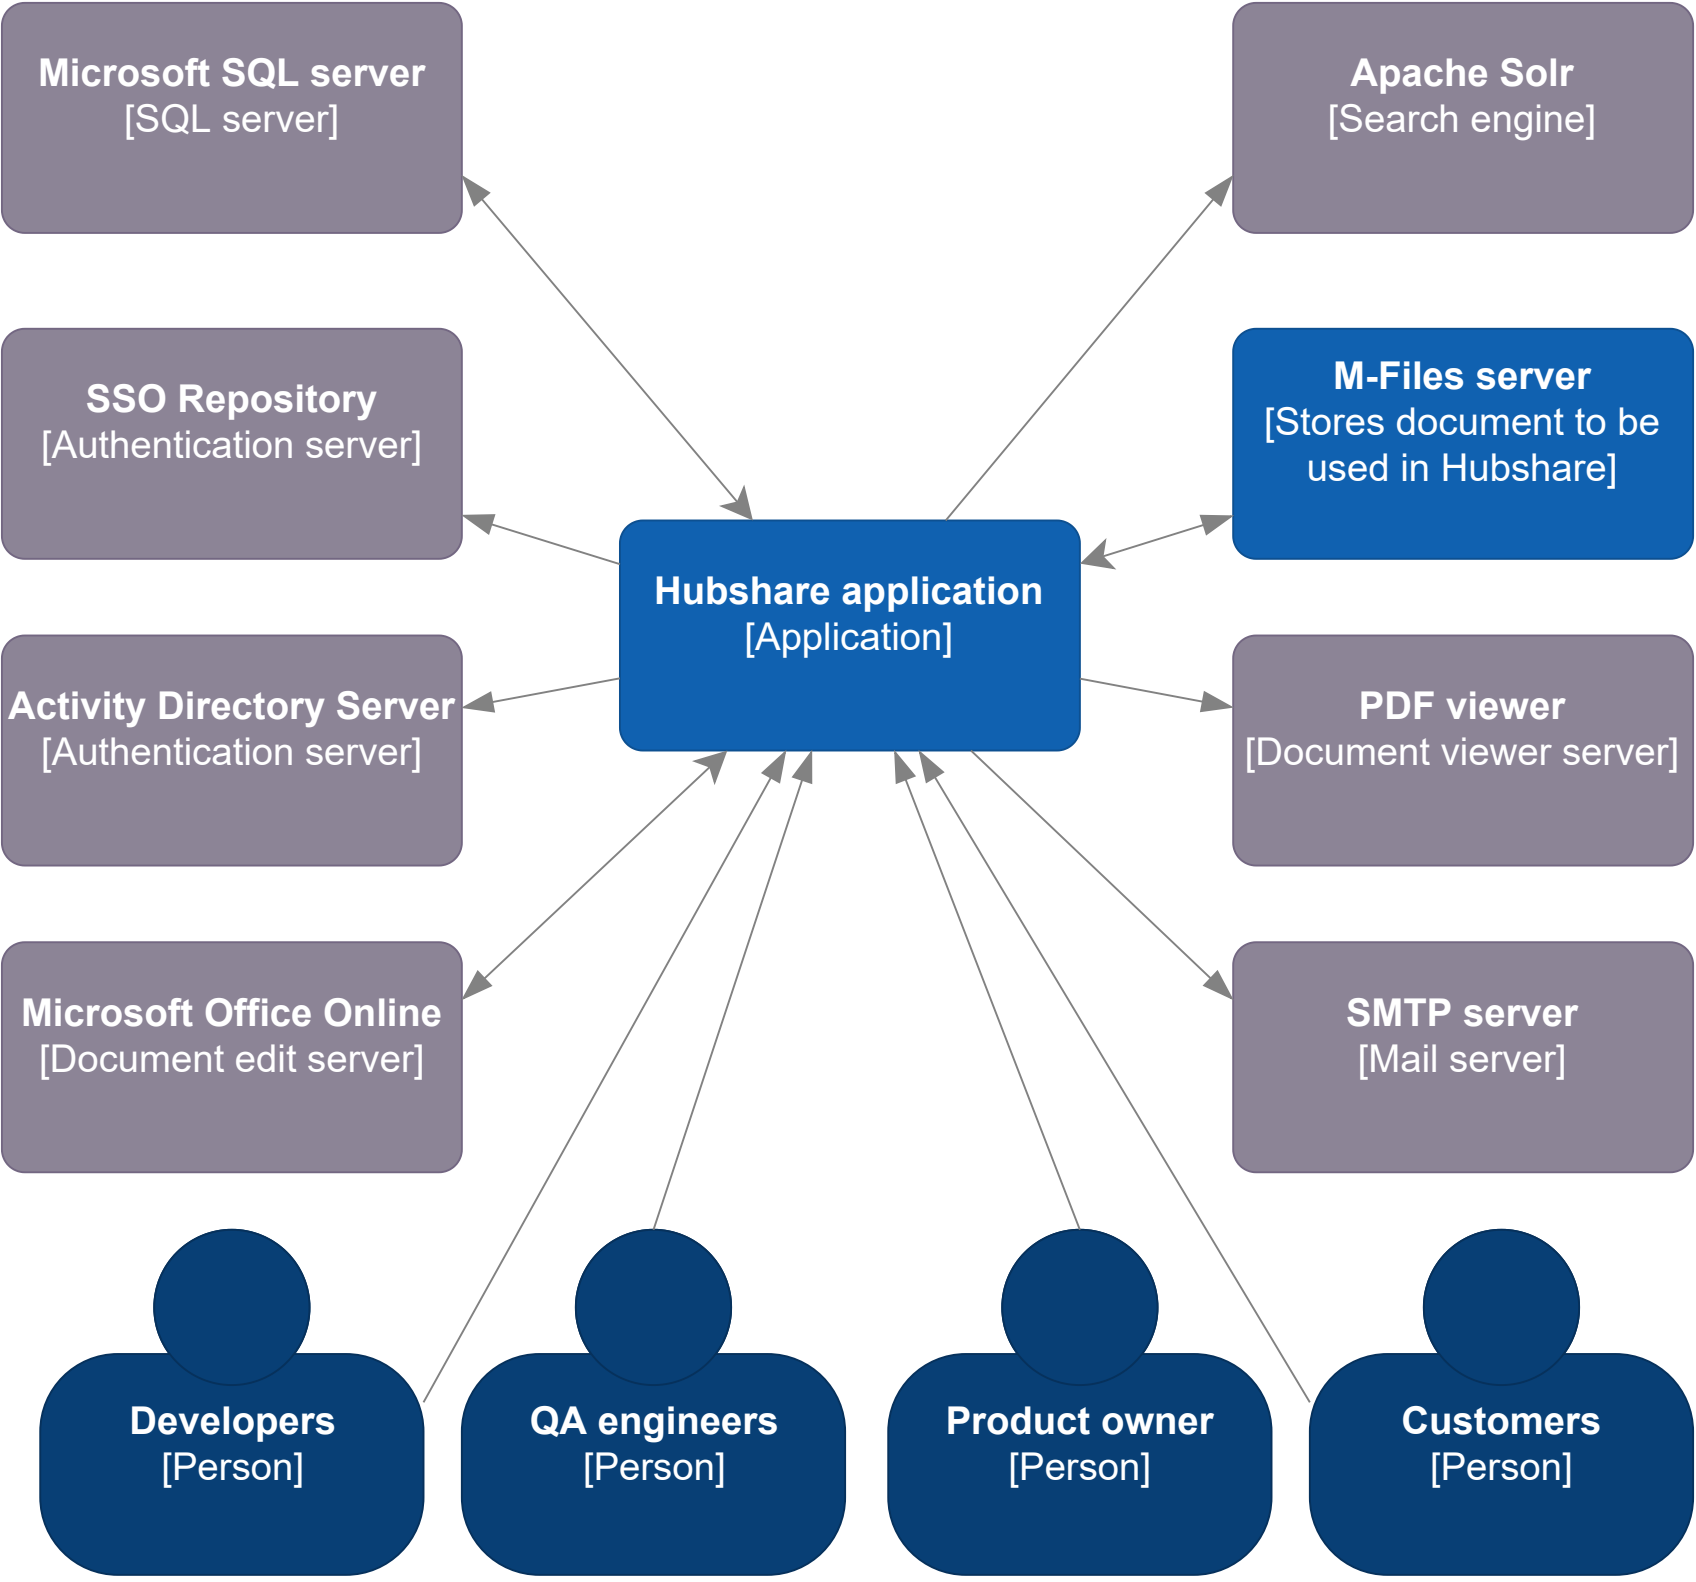 Microsoft SQL server
[SQL server]
Apache Solr
[Search engine]
SSO Repository
[Authentication server]
M-Files server
[Stores document to be
used in Hubshare]
Hubshare application
[Application]
Activity Directory Server
[Authentication server]
PDF viewer
[Document viewer server]
Microsoft Office Online
[Document edit server]
SMTP server
[Mail server]
Developers
[Person]
QA engineers
[Person]
Product owner
[Person]
Customers
[Person]